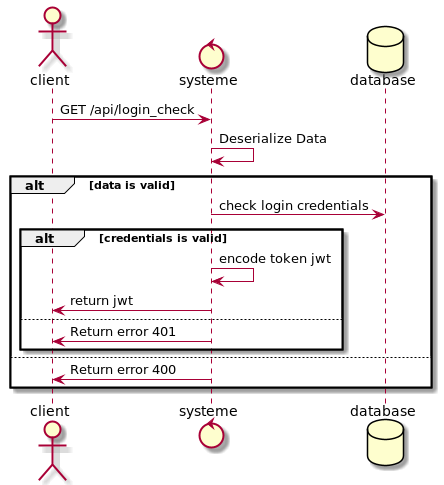 client
systeme
database
GET /api/login_check
Deserialize Data
alt [data is valid]
check login credentials
alt [credentials is valid]
encode token jwt
return jwt
Return error 401
Return error 400
client
systeme
database